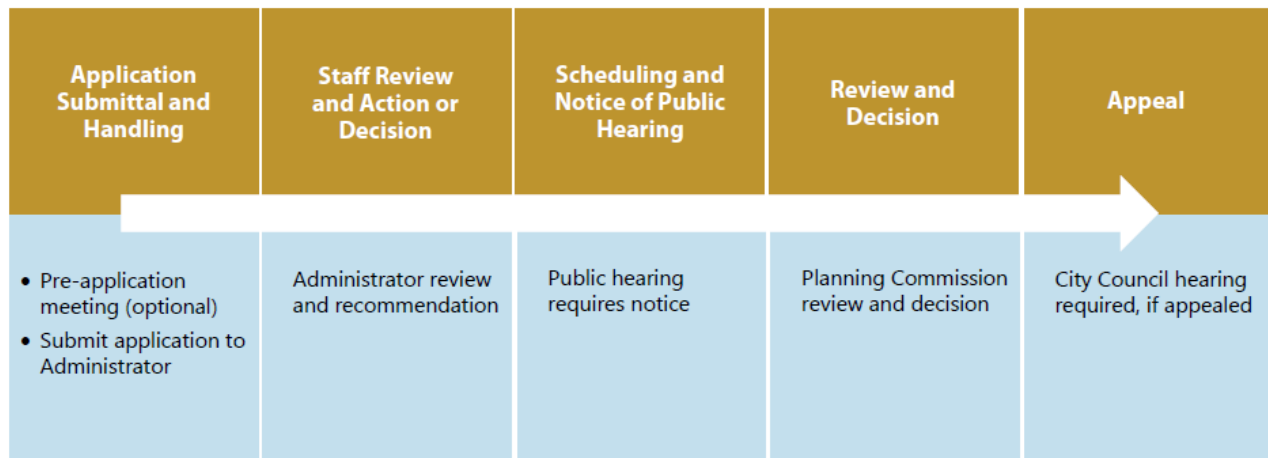 Application
Submittal and
Handling
Staff Review
and Action or
Decision
Scheduling and
Notice of Public
Hearing
Review and
Decision
Appeal
• Pre-application
meeting (optional)
• Submit application to
Administrator
Administrator review
and recommendation
Public hearing
requires notice
Planning Commission
review and decision
City Council hearing
required, if appealed